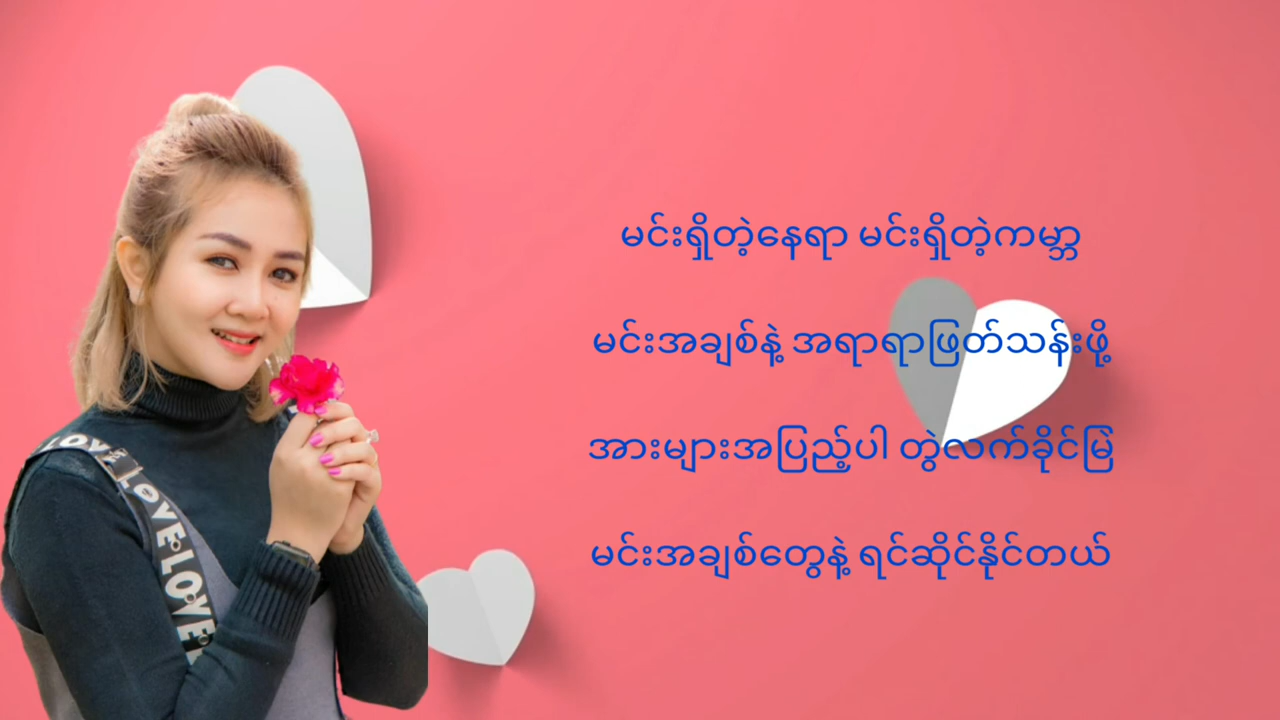 မင်းရှိတဲ့နေရာ မင်းရှိတဲ့ကမ္ဘာ
မင်းအချစ်နဲ့ အရာရာဖြတ်သန်းဖို့
အားများအပြည့်ပါ တွဲလက်ခိုင်မြဲ
မင်းအချစ်တွေနဲ့ ရင်ဆိုင်နိုင်တယ်
LOVE LOVE